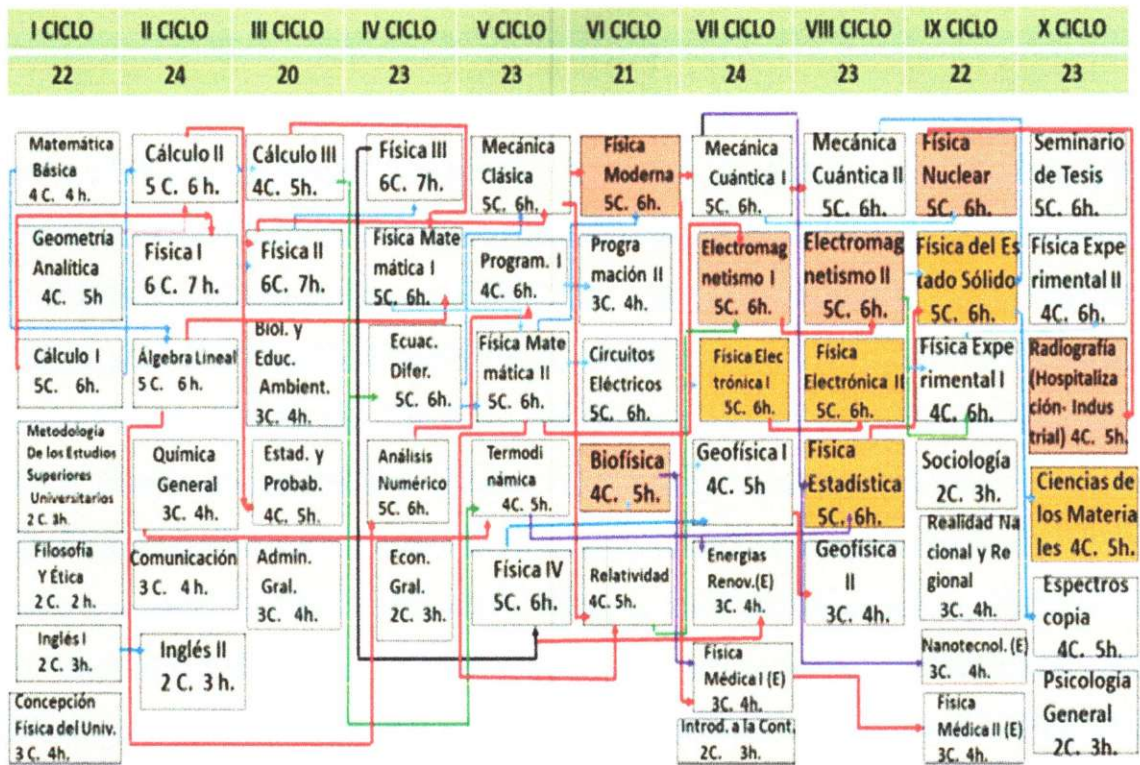 I CICLO
II CICLO
III CICLO
IV CICLO
V CICLO
VI CICLO
VII CICLO
VIII CICLO
IX CICLO
X CICLO
22
24
20
23
23
21
24
23
22
23
Matemática
Básica
4 C. 4 h.
Geometría
Analítica
4C. 5h
Cálculo I
5C. 6h.
Metodología
De los Estudios
Superiores
Universitarios
2 C. 3h.
Filosofía
Y Ética
2 C. 2 h.
Inglés I
2 C. 3h.
Concepción
Física del Univ.
3 C. 4h.
Cálculo II
5 C. 6 h.
Física I
6 C. 7 h.
Álgebra Lineal
5 C. 6 h.
Química
General
3C. 4h.
Comunicación
3 C. 4 h.
Inglés II
2 C. 3 h.
Cálculo III
4C. 5h.
Física II
6C. 7h.
Biol. y
Educ.
Ambient.
3C. 4h.
Estad. y
Probab.
4C. 5h.
Admin.
Gral.
3C. 4h.
Física III
6C. 7h.
Física Mate
mática I
5C. 6h.
Ecuac.
Difer.
5C. 6h.
Análisis
Numérico
5C. 6h.
Econ.
Gral.
2C. 3h.
Mecánica
Clásica
5C. 6h.
Program. I
4C. 6h.
Física Mate
mática II
5C. 6h.
Termodi
námica
4C. 5h.
Física IV
5C. 6h.
Física
Moderna
5C. 6h.
Progra
mación II
3C. 4h.
Circuitos
Eléctricos
5C. 6h.
Biofísica
4C. 5h.
Relatividad
4C. 5h.
Mecánica
Cuántica I
5C. 6h.
Electromag
netismo I
5C. 6h.
Física Elec
trónica I
5C. 6h.
Geofísica I
4C. 5h
Energias
Renov.(E)
3C. 4h.
Física
Médica I (E)
3C. 4h.
Introd. a la Cont.
2C. 3h.
Mecánica
Cuántica II
5C. 6h.
Electromag
netismo II
5C. 6h.
Física
Electrónica II
5C. 6h.
Física
Estadística
5C. 6h.
Geofísica
II
3C. 4h.
Física
Nuclear
5C. 6h.
Física del Es
tado Sólido
5C. 6h.
Física Expe
rimental I
4C. 6h.
Sociología
2C. 3h.
Realidad Na
cional y Re
gional
3C. 4h.
Nanotecnol. (E)
3C. 4h.
Física
Médica II (E)
3C. 4h.
Seminario
de Tesis
5C. 6h.
Física Expe
rimental II
4C. 6h.
Radiografía
(Hospitaliza
ción- Indus
trial) 4C. 5h.
Ciencias de
los Materia
les 4C. 5h.
Espectros
copia
4C. 5h.
Psicología
General
2C. 3h.